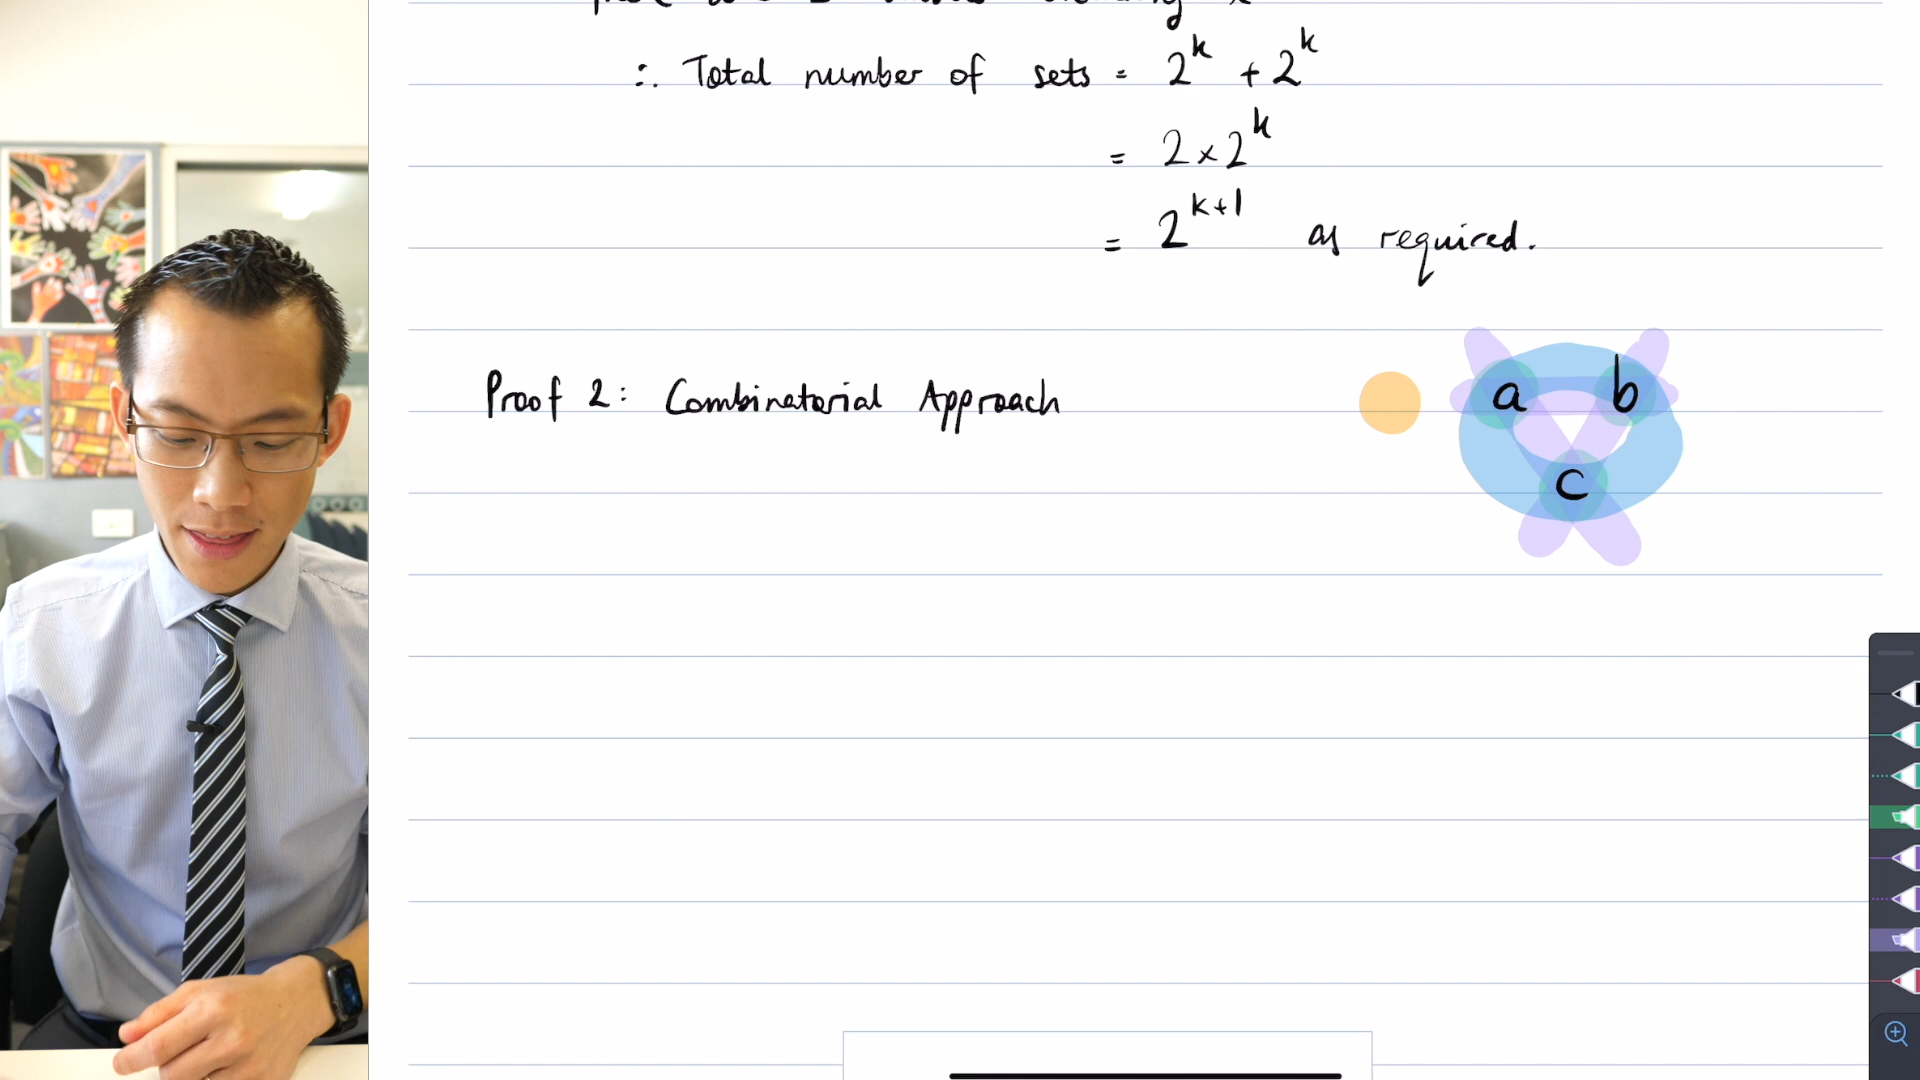 ∴ Total number of sets = 2^k + 2^k
= 2 × 2^k
= 2^(k+1) as required.
Proof 2: Combinatorial Approach
a b
c